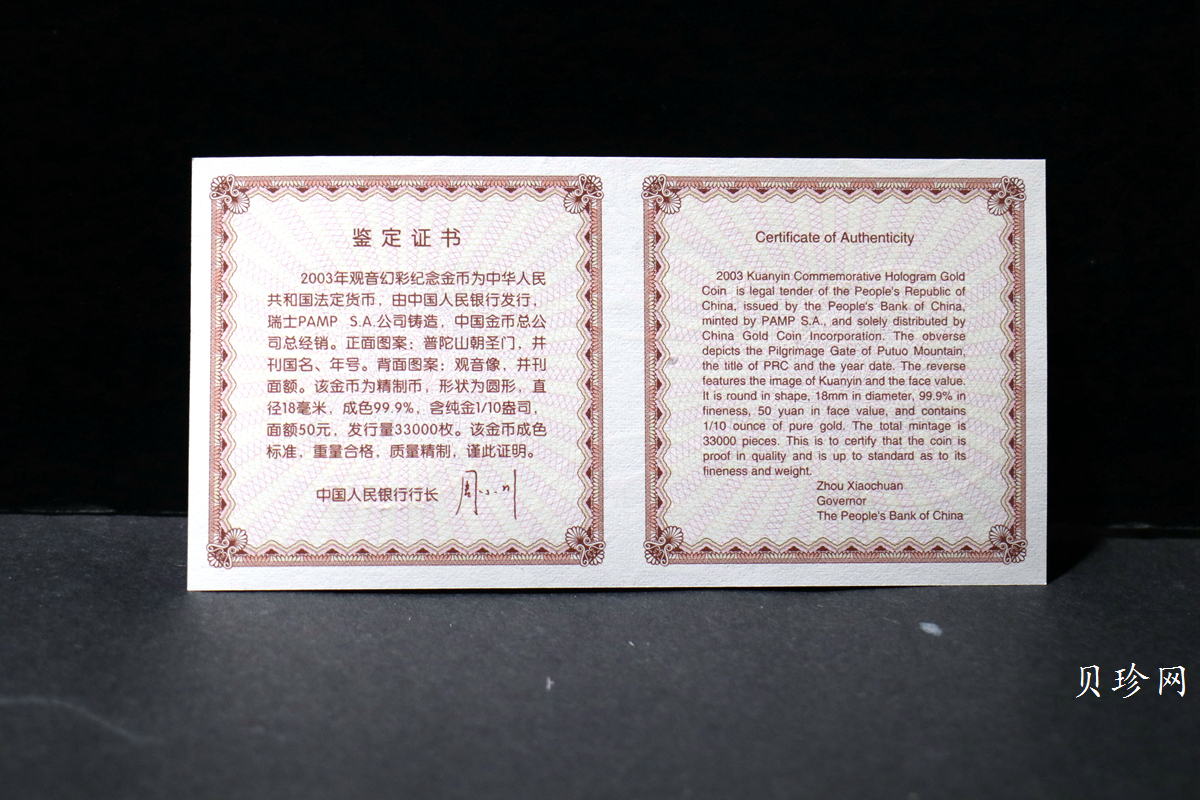 鉴定证书
2003年观音幻彩纪念金币为中华人民
共和国法定货币，由中国人民银行发行，
瑞士PAMP S.A.公司铸造，中国金币总公
司总经销。正面图案：普陀山朝圣门，并
刊国名、年号。背面图案：观音像，并刊
面额。该金币为精制币，形状为圆形，直
径18毫米，成色99.9%，含纯金1/10盎司，
面额50元，发行量33000枚。该金币成色
标准，重量合格，质量精制，谨此证明。
中国人民银行行长 周小川
Certificate of Authenticity
2003 Kuanyin Commemorative Hologram Gold
Coin is legal tender of the People's Republic of
China, issued by the People's Bank of China,
minted by PAMP S.A., and solely distributed by
China Gold Coin Incorporation. The obverse
depicts the Pilgrimage Gate of Putuo Mountain,
the title of PRC and the year date. The reverse
features the image of Kuanyin and the face value.
It is round in shape, 18mm in diameter, 99.9% in
fineness, 50 yuan in face value, and contains
1/10 ounce of pure gold. The total mintage is
33000 pieces. This is to certify that the coin is
proof in quality and is up to standard as to its
fineness and weight.
Zhou Xiaochuan
Governor
The People's Bank of China
贝珍网